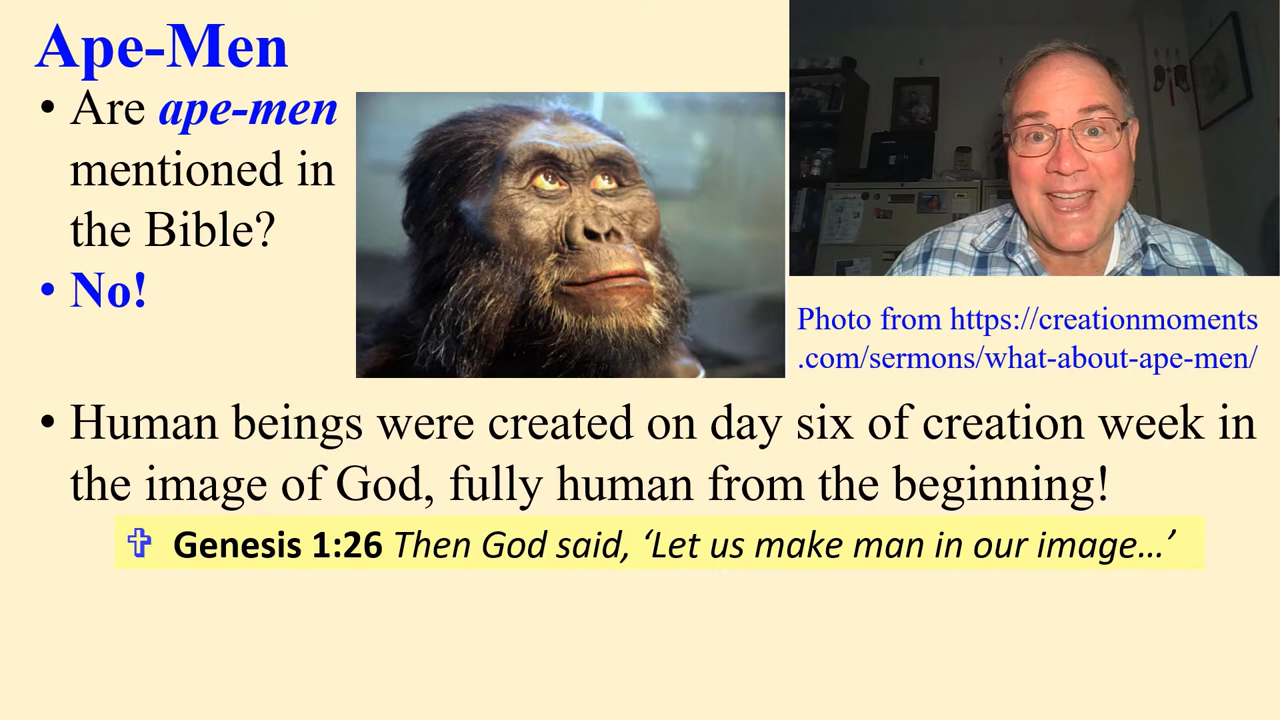 Ape-Men
• Are ape-men
mentioned in
the Bible?
• No!
Photo from https://creationmoments
.com/sermons/what-about-ape-men/
• Human beings were created on day six of creation week in
the image of God, fully human from the beginning!
✞ Genesis 1:26 Then God said, ‘Let us make man in our image…’